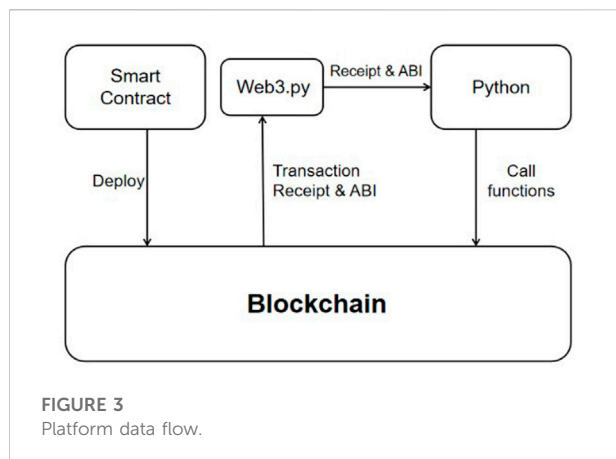 Smart
Contract
Web3.py
Receipt & ABI
Python
Deploy
Transaction
Receipt & ABI
Call
functions
Blockchain
FIGURE 3
Platform data flow.